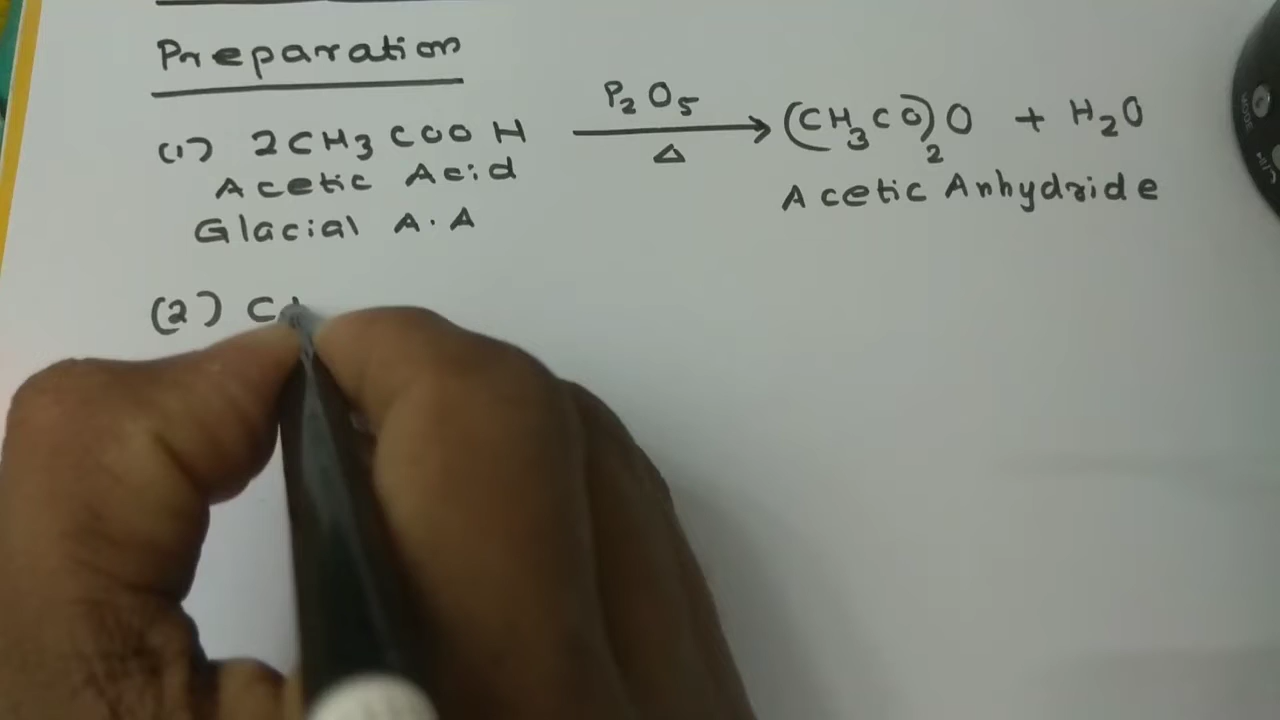 Preparation
(1) 2CH3COOH P2O5 Δ → (CH3CO)2O + H2O
Acetic Acid Acetic Anhydride
Glacial A.A
(2) C